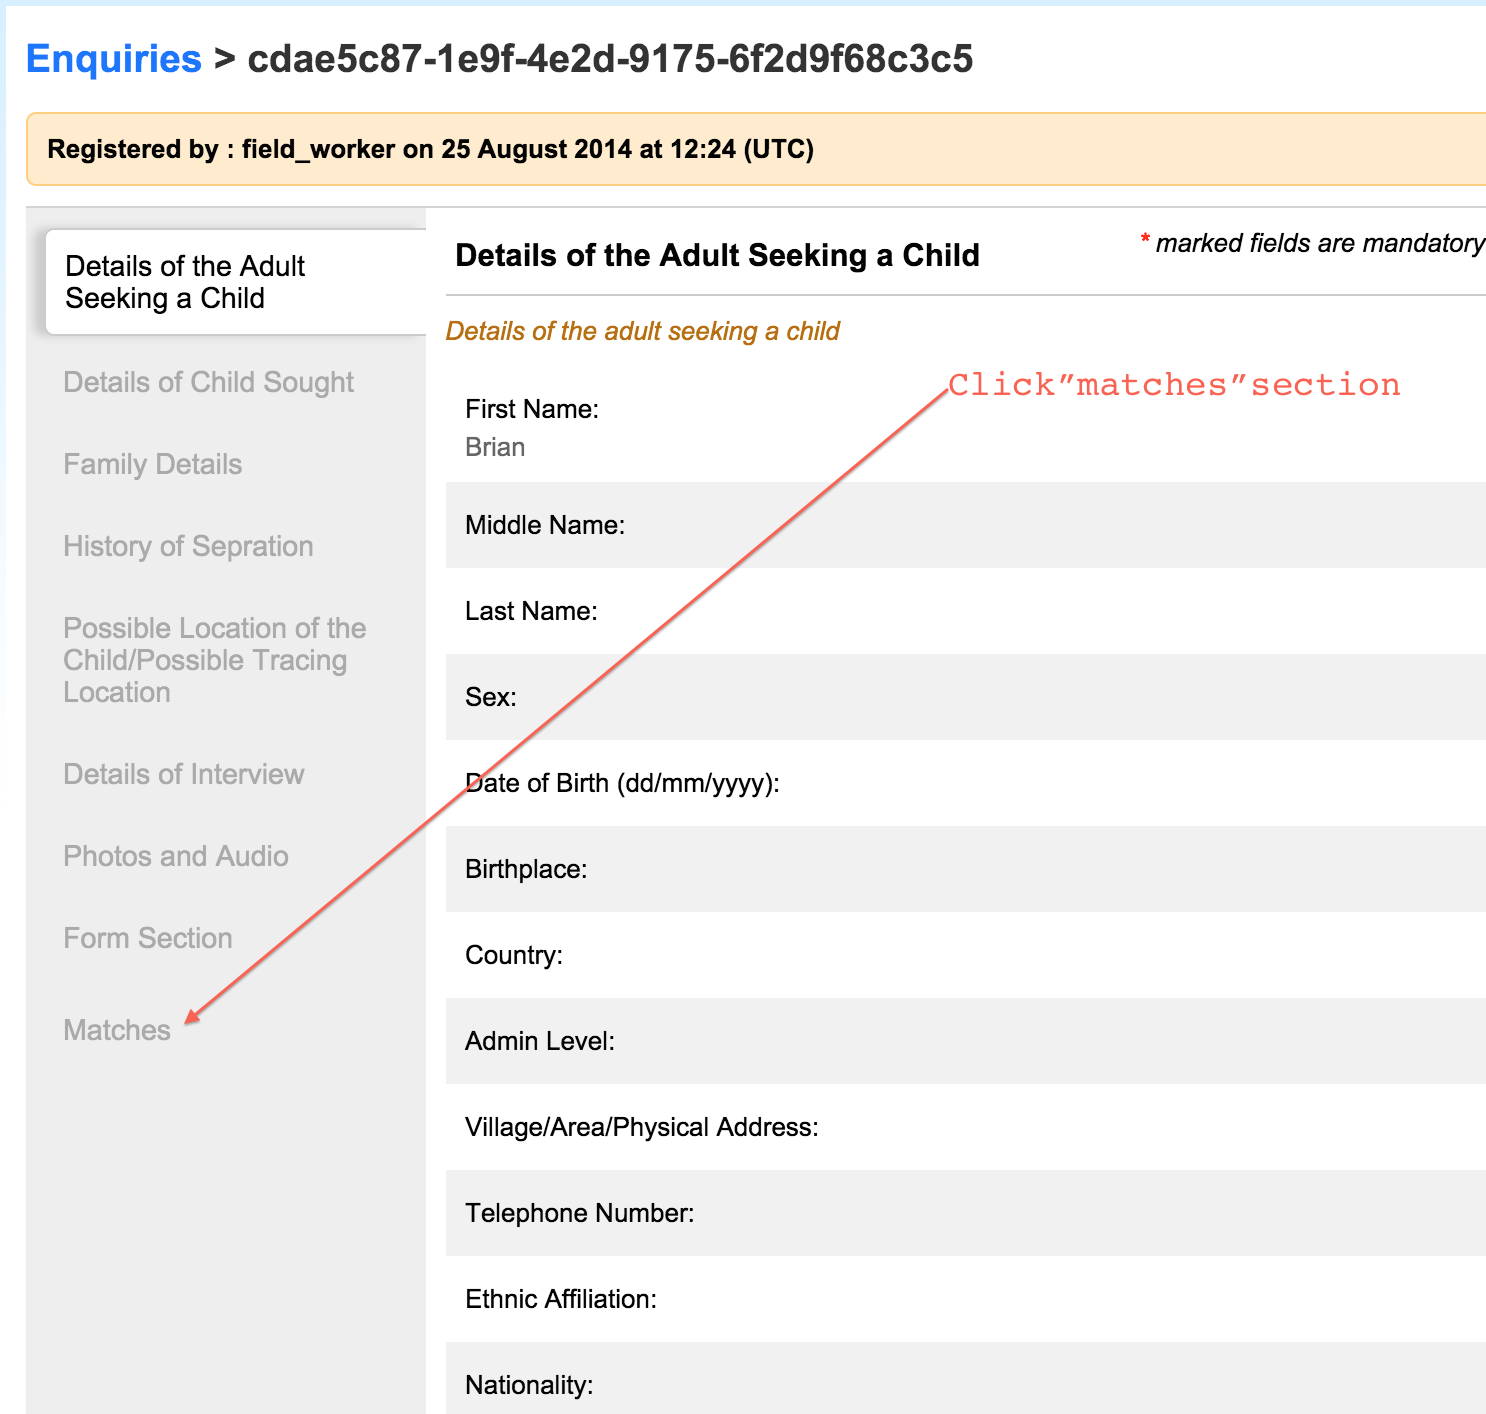 Enquiries > cdae5c87-1e9f-4e2d-9175-6f2d9f68c3c5
Registered by : field_worker on 25 August 2014 at 12:24 (UTC)
Details of the Adult
Seeking a Child
Details of Child Sought
Family Details
History of Sepration
Possible Location of the
Child/Possible Tracing
Location
Details of Interview
Photos and Audio
Form Section
Matches
Details of the Adult Seeking a Child
* marked fields are mandatory
Details of the adult seeking a child
Click”matches”section
First Name:
Brian
Middle Name:
Last Name:
Sex:
Date of Birth (dd/mm/yyyy):
Birthplace:
Country:
Admin Level:
Village/Area/Physical Address:
Telephone Number:
Ethnic Affiliation:
Nationality: